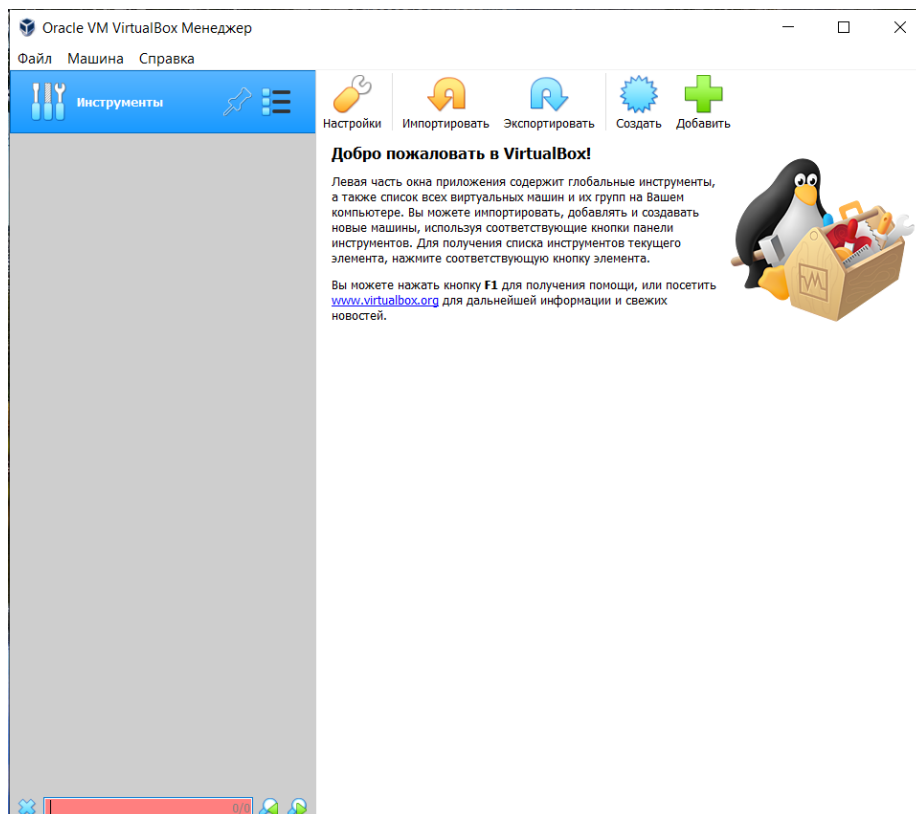 Oracle VM VirtualBox Менеджер
Файл Машина Справка
Инструменты
Настройки Импортировать Экспортировать Создать Добавить
Добро пожаловать в VirtualBox!
Левая часть окна приложения содержит глобальные инструменты,
а также список всех виртуальных машин и их групп на Вашем
компьютере. Вы можете импортировать, добавлять и создавать
новые машины, используя соответствующие кнопки панели
инструментов. Для получения списка инструментов текущего
элемента, нажмите соответствующую кнопку элемента.
Вы можете нажать кнопку F1 для получения помощи, или посетить
www.virtualbox.org для дальнейшей информации и свежих
новостей.
0/0